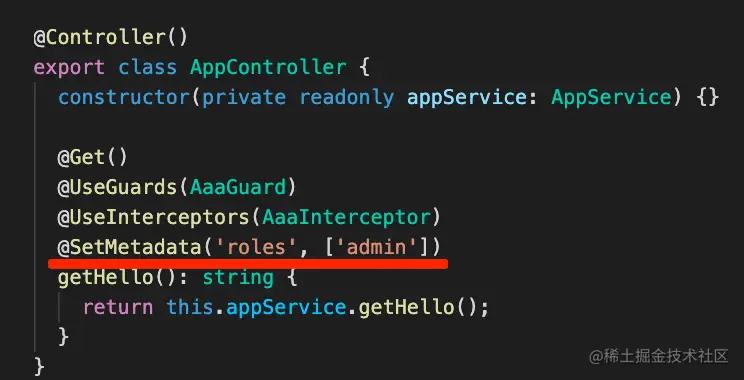 @Controller()
export class AppController {
  constructor(private readonly appService: AppService) {}

  @Get()
  @UseGuards(AaaGuard)
  @UseInterceptors(AaaInterceptor)
  @SetMetadata('roles', ['admin'])
  getHello(): string {
    return this.appService.getHello();
  }
}
@稀土掘金技术社区